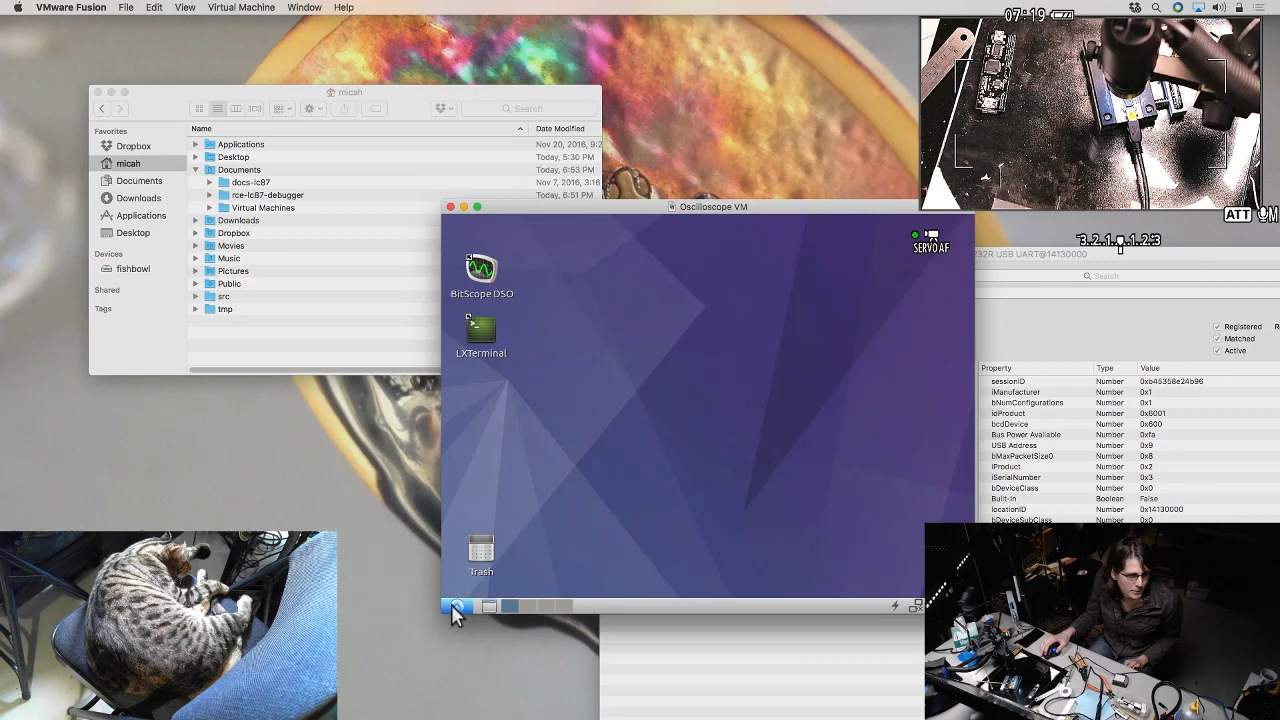 VMware Fusion File Edit View Virtual Machine Window Help
07:19
micah
Search
Favorites
Dropbox
micah
Documents
Downloads
Applications
Desktop
Devices
fishbowl
Shared
Tags
Name Date Modified
Applications Nov 20, 2016, 9:2
Desktop Today, 5:30 PM
Documents Today, 6:53 PM
docs-lc87 Nov 7, 2016, 3:16
rce-lc87-debugger Today, 6:51 PM
Virtual Machines
Downloads
Dropbox
Movies
Music
Pictures
Public
src
tmp
Oscilloscope VM
SERVO AF
BitScope DSO
LXTerminal
Trash
ATT
3.2.1.1.2.3
232R USB UART@14130000
Search
Registered
Matched
Active
Property Type Value
sessionID Number 0xb45358e24b96
iManufacturer Number 0x1
bNumConfigurations Number 0x1
idProduct Number 0x6001
bcdDevice Number 0x600
Bus Power Available Number 0xfa
USB Address Number 0x9
bMaxPacketSize0 Number 0x8
iProduct Number 0x2
iSerialNumber Number 0x3
bDeviceClass Number 0x0
Built-In Boolean False
locationID Number 0x14130000
bDeviceSubClass Number 0x0